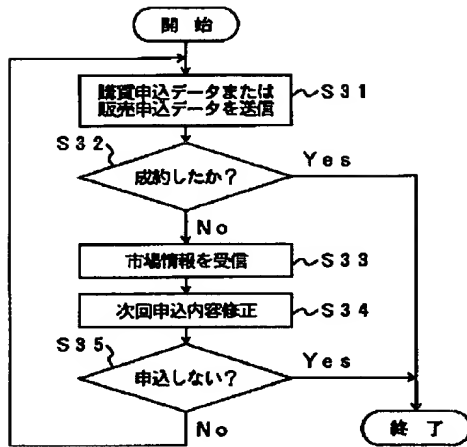 開 始
購買申込データまたは
販売申込データを送信
S31
S32
成約したか？
Yes
No
市場情報を受信
S33
次回申込内容修正
S34
S35
申込しない？
Yes
No
終 了